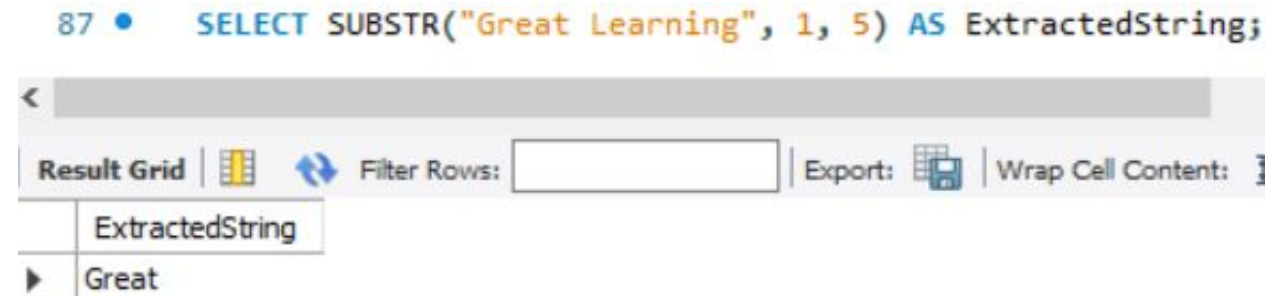 87 SELECT SUBSTR("Great Learning", 1, 5) AS ExtractedString;
Result Grid Filter Rows: Export: Wrap Cell Content:
ExtractedString
Great